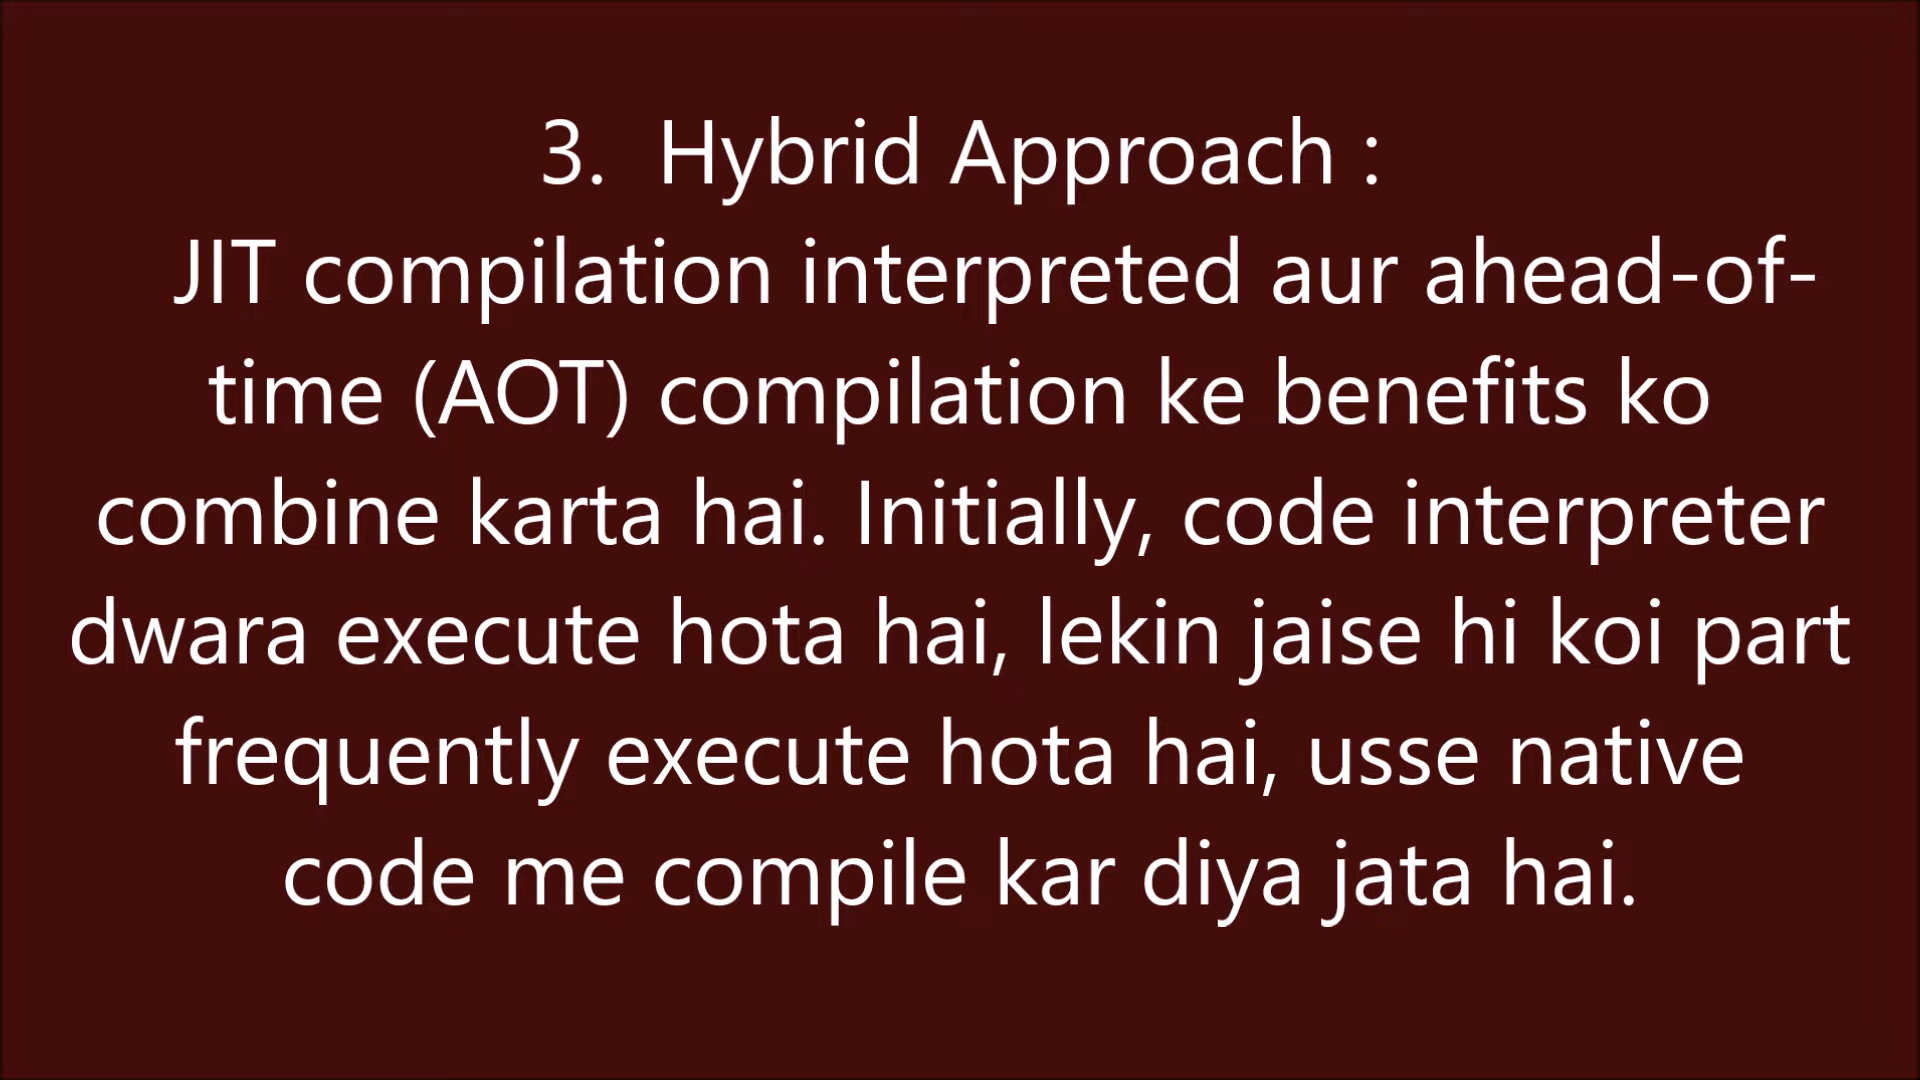 3.  Hybrid Approach :
JIT compilation interpreted aur ahead-of-
time (AOT) compilation ke benefits ko
combine karta hai. Initially, code interpreter
dwara execute hota hai, lekin jaise hi koi part
frequently execute hota hai, usse native
code me compile kar diya jata hai.